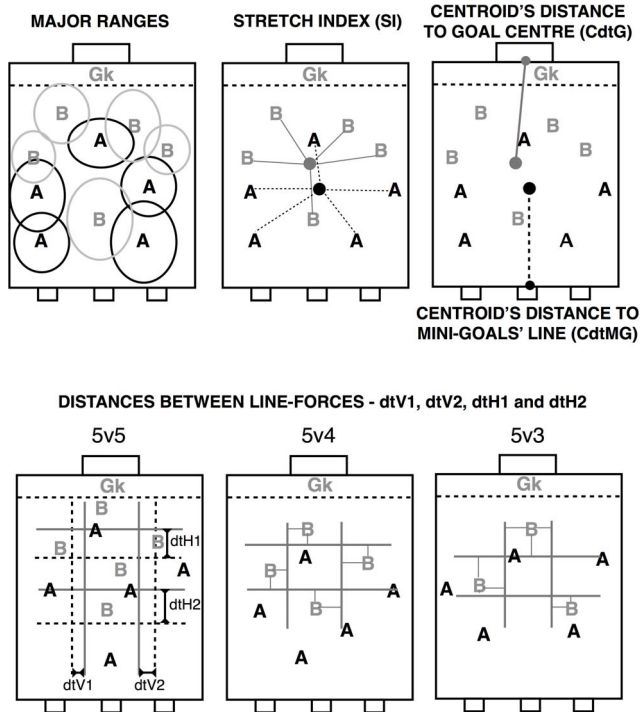 MAJOR RANGES
Gk
B
B
A
B
B
A
A
B
A
A
STRETCH INDEX (SI)
B
B
A
B
B
A
A
B
A
A
CENTROID'S DISTANCE
TO GOAL CENTRE (CdtG)
Gk
B
B
A
B
B
A
A
B
A
A
CENTROID'S DISTANCE TO
MINI-GOALS' LINE (CdtMG)
DISTANCES BETWEEN LINE-FORCES - dtV1, dtV2, dtH1 and dtH2
5v5
Gk
B
A
B
B
dtH1
B
A
A
A
B
dtH2
A
dtV1
dtV2
5v4
Gk
B
A
B
B
A
B
A
A
A
5v3
Gk
B
A
A
B
A
B
A
A